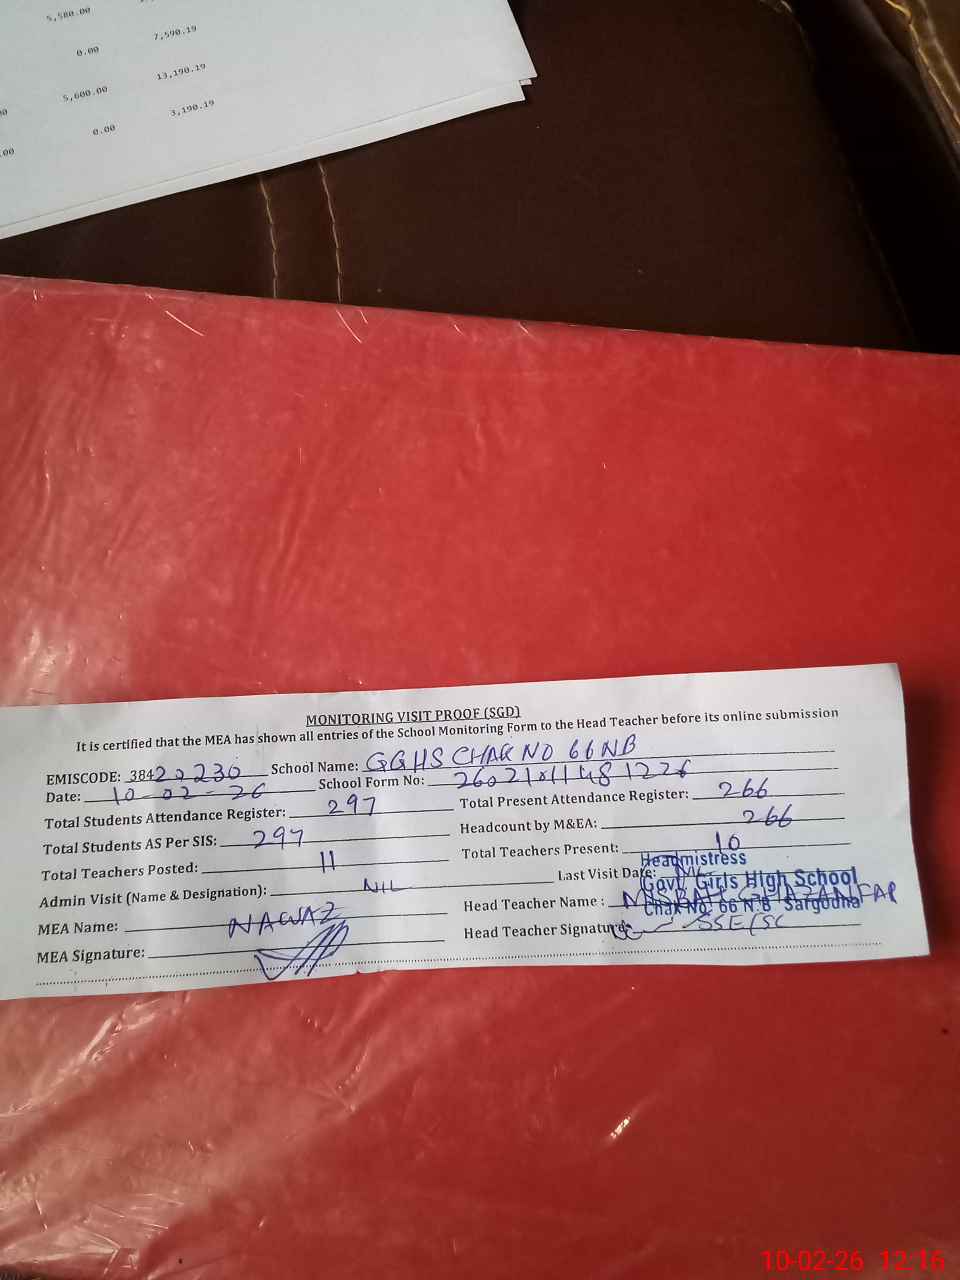 5,580.00
0.00 7,590.19
5,600.00 13,190.19
0.00 3,190.19
.00
MONITORING VISIT PROOF (SGD)
It is certified that the MEA has shown all entries of the School Monitoring Form to the Head Teacher before its online submission
EMISCODE: 38420230 School Name: GGHS CHAK NO 66 NB
Date: 10-02-26 School Form No:
Total Students Attendance Register: 297 Total Present Attendance Register: 266
Total Students AS Per SIS: 297 Headcount by M&EA: 266
Total Teachers Posted: 11 Total Teachers Present: 10
Admin Visit (Name & Designation): NIL Last Visit Date:
MEA Name: NAWAZ Head Teacher Name : MISBAH GHAZANFAR
MEA Signature: Head Teacher Signature: SSE/SC
Headmistress
Govt. Girls High School
Chak No. 66 N.B Sargodha
10-02-26 12:16